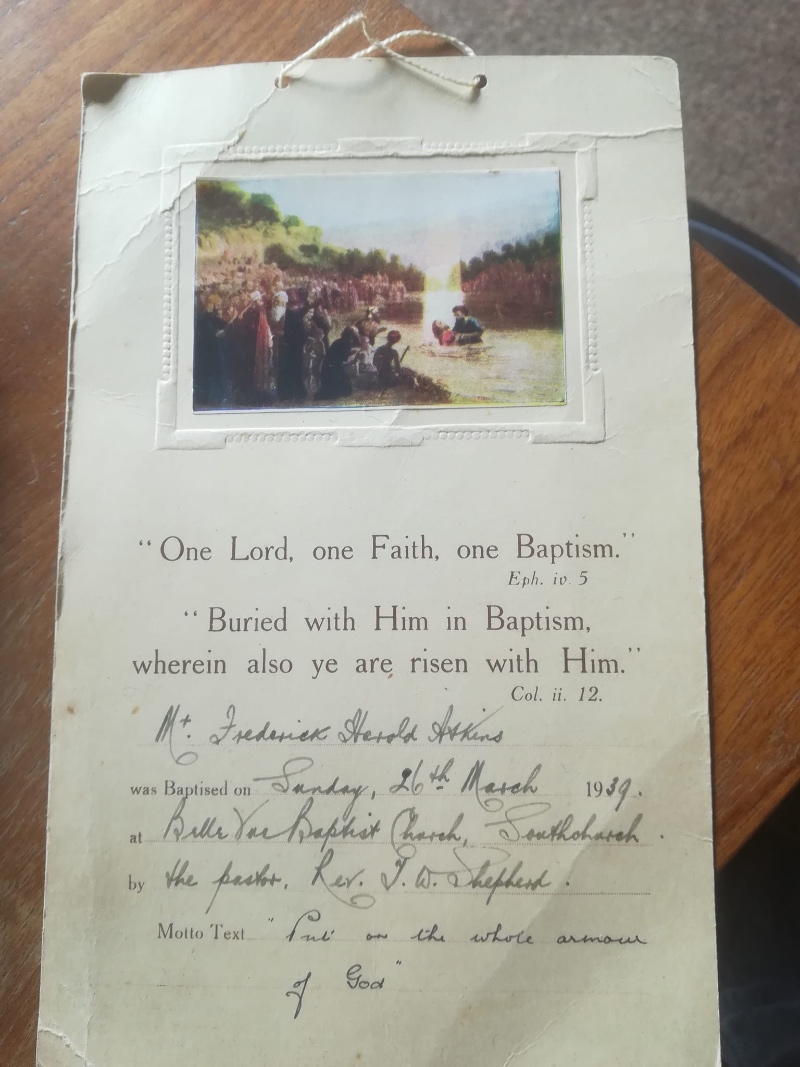 “One Lord, one Faith, one Baptism.”
Eph. iv. 5
“Buried with Him in Baptism,
wherein also ye are risen with Him.”
Col. ii. 12.
Mr. Frederick Harold Atkins
was Baptised on Sunday, 26th March 1939.
at Belle Vue Baptist Church, Southchurch.
by the pastor, Rev. T. W. Shepherd.
Motto Text "Put on the whole armour
of God"